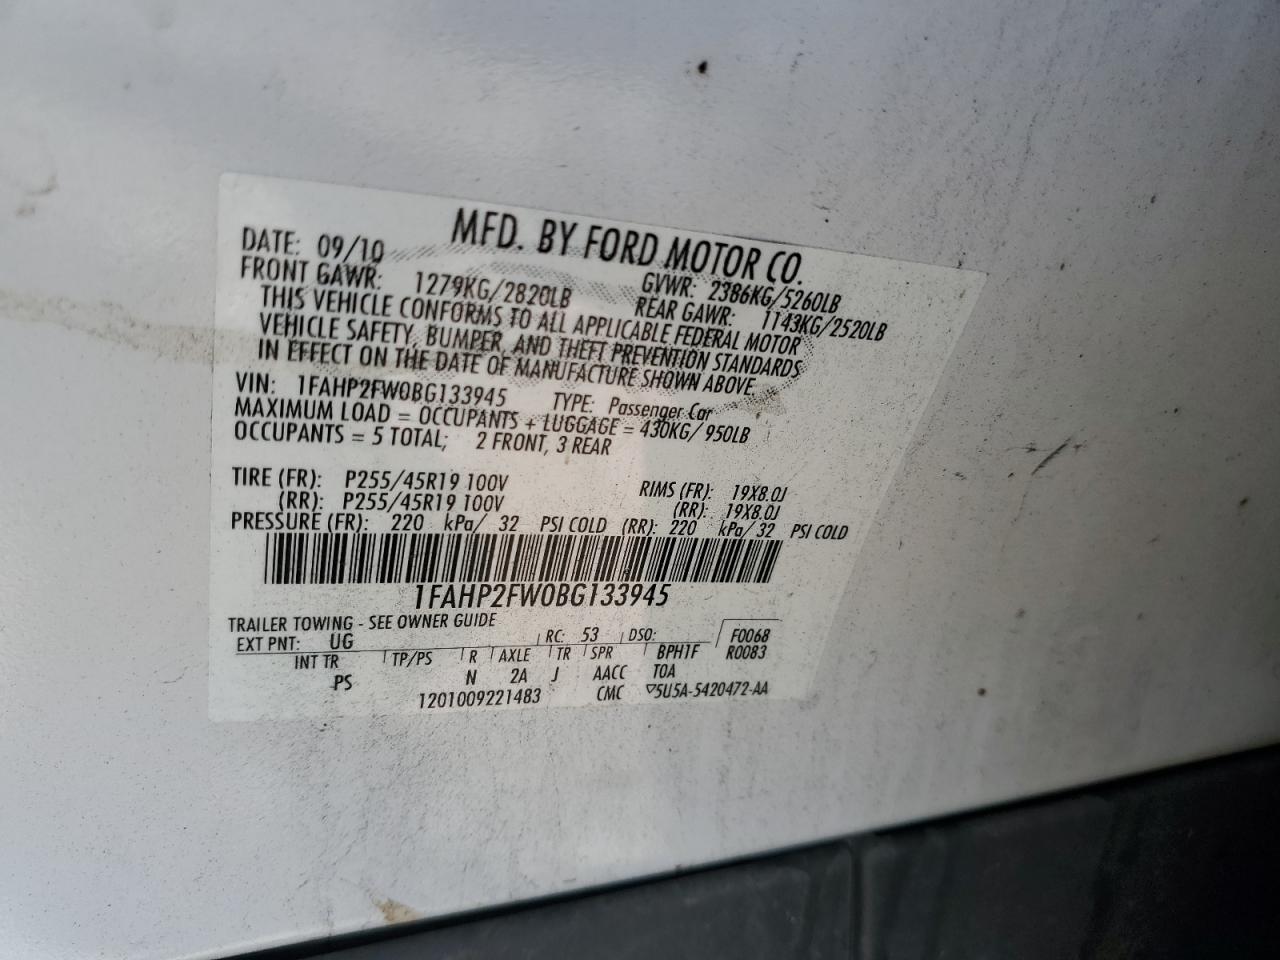 MFD. BY FORD MOTOR CO.
DATE: 09/10 GVWR: 2386KG/5260LB
FRONT GAWR: 1279KG/2820LB REAR GAWR: 1143KG/2520LB
THIS VEHICLE CONFORMS TO ALL APPLICABLE FEDERAL MOTOR
VEHICLE SAFETY, BUMPER, AND THEFT PREVENTION STANDARDS
IN EFFECT ON THE DATE OF MANUFACTURE SHOWN ABOVE.
VIN: 1FAHP2FW0BG133945 TYPE: Passenger Car
MAXIMUM LOAD = OCCUPANTS + LUGGAGE = 430KG/950LB
OCCUPANTS = 5 TOTAL; 2 FRONT, 3 REAR
TIRE (FR): P255/45R19 100V RIMS (FR): 19X8.0J
(RR): P255/45R19 100V (RR): 19X8.0J
PRESSURE (FR): 220 kPa/ 32 PSI COLD (RR): 220 kPa/ 32 PSI COLD
1FAHP2FW0BG133945
TRAILER TOWING - SEE OWNER GUIDE
EXT PNT: UG RC: 53 DSO: F0068
INT TR TP/PS R AXLE TR SPR BPH1F R0083
PS N 2A J AACC T0A
1201009221483 CMC ▽5U5A-5420472-AA